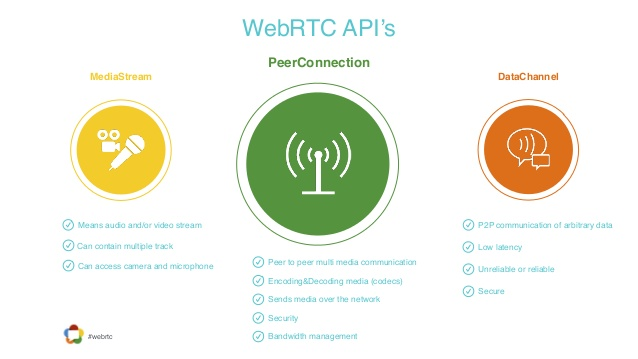 WebRTC API’s
MediaStream
Means audio and/or video stream
Can contain multiple track
Can access camera and microphone
PeerConnection
Peer to peer multi media communication
Encoding&Decoding media (codecs)
Sends media over the network
Security
Bandwidth management
DataChannel
P2P communication of arbitrary data
Low latency
Unreliable or reliable
Secure
#webrtc